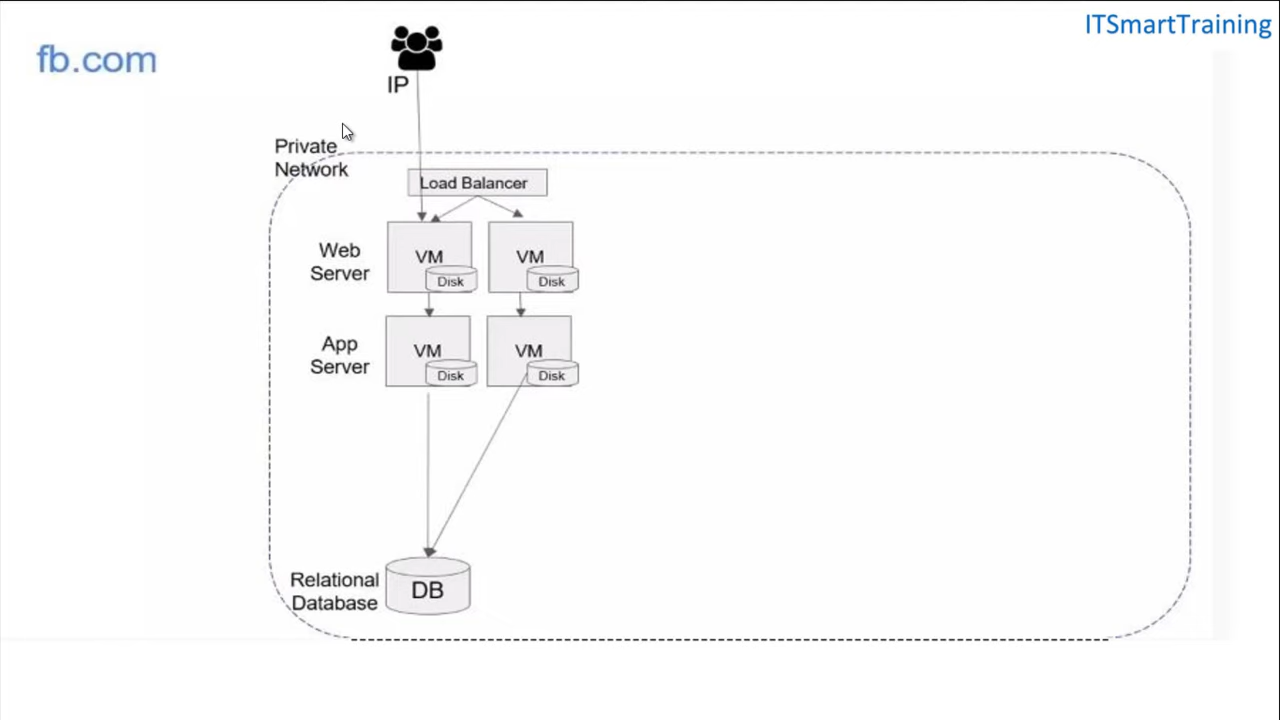 ITSmartTraining
fb.com
IP
Private
Network
Load Balancer
Web
Server
VM
Disk
VM
Disk
App
Server
VM
Disk
VM
Disk
Relational
Database
DB